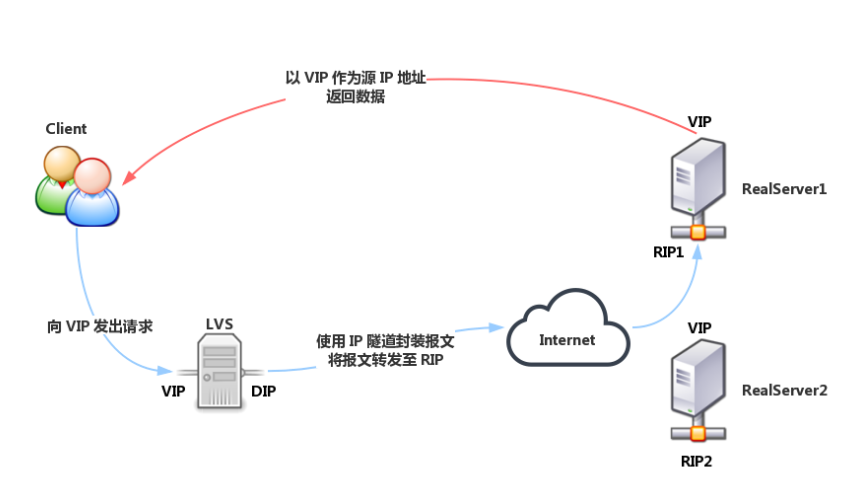 以 VIP 作为源 IP 地址
返回数据
Client
VIP
RealServer1
RIP1
向 VIP 发出请求
LVS
VIP
DIP
使用 IP 隧道封装报文
将报文转发至 RIP
Internet
VIP
RealServer2
RIP2